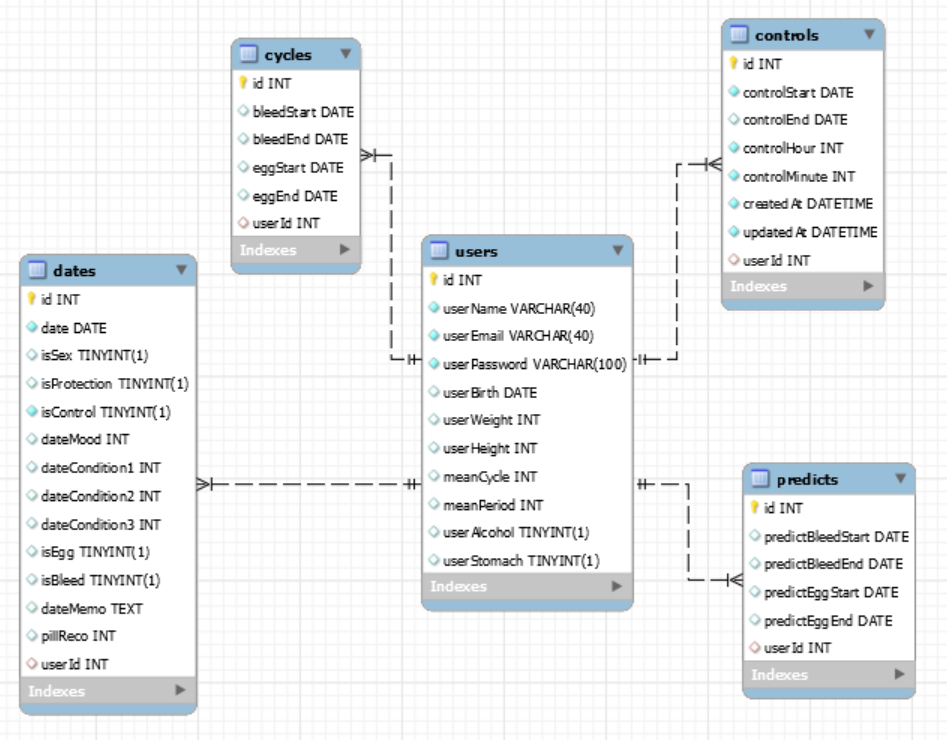 cycles
id INT
bleedStart DATE
bleedEnd DATE
eggStart DATE
eggEnd DATE
userId INT
Indexes
controls
id INT
controlStart DATE
controlEnd DATE
controlHour INT
controlMinute INT
createdAt DATETIME
updatedAt DATETIME
userId INT
Indexes
dates
id INT
date DATE
isSex TINYINT(1)
isProtection TINYINT(1)
isControl TINYINT(1)
dateMood INT
dateCondition1 INT
dateCondition2 INT
dateCondition3 INT
isEgg TINYINT(1)
isBleed TINYINT(1)
dateMemo TEXT
pillReco INT
userId INT
Indexes
users
id INT
userName VARCHAR(40)
userEmail VARCHAR(40)
userPassword VARCHAR(100)
userBirth DATE
userWeight INT
userHeight INT
meanCycle INT
meanPeriod INT
userAlcohol TINYINT(1)
userStomach TINYINT(1)
Indexes
predicts
id INT
predictBleedStart DATE
predictBleedEnd DATE
predictEggStart DATE
predictEggEnd DATE
userId INT
Indexes